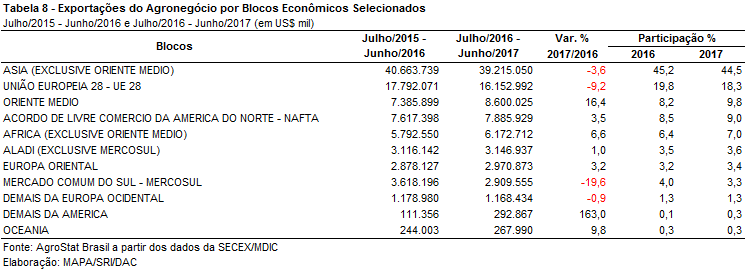 Tabela 8 - Exportações do Agronegócio por Blocos Econômicos Selecionados
Julho/2015 - Junho/2016 e Julho/2016 - Junho/2017 (em US$ mil)
Blocos Julho/2015 - Junho/2016 Julho/2016 - Junho/2017 Var. % 2017/2016 Participação % 2016 2017
ASIA (EXCLUSIVE ORIENTE MEDIO) 40.663.739 39.215.050 -3,6 45,2 44,5
UNIÃO EUROPEIA 28 - UE 28 17.792.071 16.152.992 -9,2 19,8 18,3
ORIENTE MEDIO 7.385.899 8.600.025 16,4 8,2 9,8
ACORDO DE LIVRE COMERCIO DA AMERICA DO NORTE - NAFTA 7.617.398 7.885.929 3,5 8,5 9,0
AFRICA (EXCLUSIVE ORIENTE MEDIO) 5.792.550 6.172.712 6,6 6,4 7,0
ALADI (EXCLUSIVE MERCOSUL) 3.116.142 3.146.937 1,0 3,5 3,6
EUROPA ORIENTAL 2.878.127 2.970.873 3,2 3,2 3,4
MERCADO COMUM DO SUL - MERCOSUL 3.618.196 2.909.555 -19,6 4,0 3,3
DEMAIS DA EUROPA OCIDENTAL 1.178.980 1.168.434 -0,9 1,3 1,3
DEMAIS DA AMERICA 111.356 292.867 163,0 0,1 0,3
OCEANIA 244.003 267.990 9,8 0,3 0,3
Fonte: AgroStat Brasil a partir dos dados da SECEX/MDIC
Elaboração: MAPA/SRI/DAC